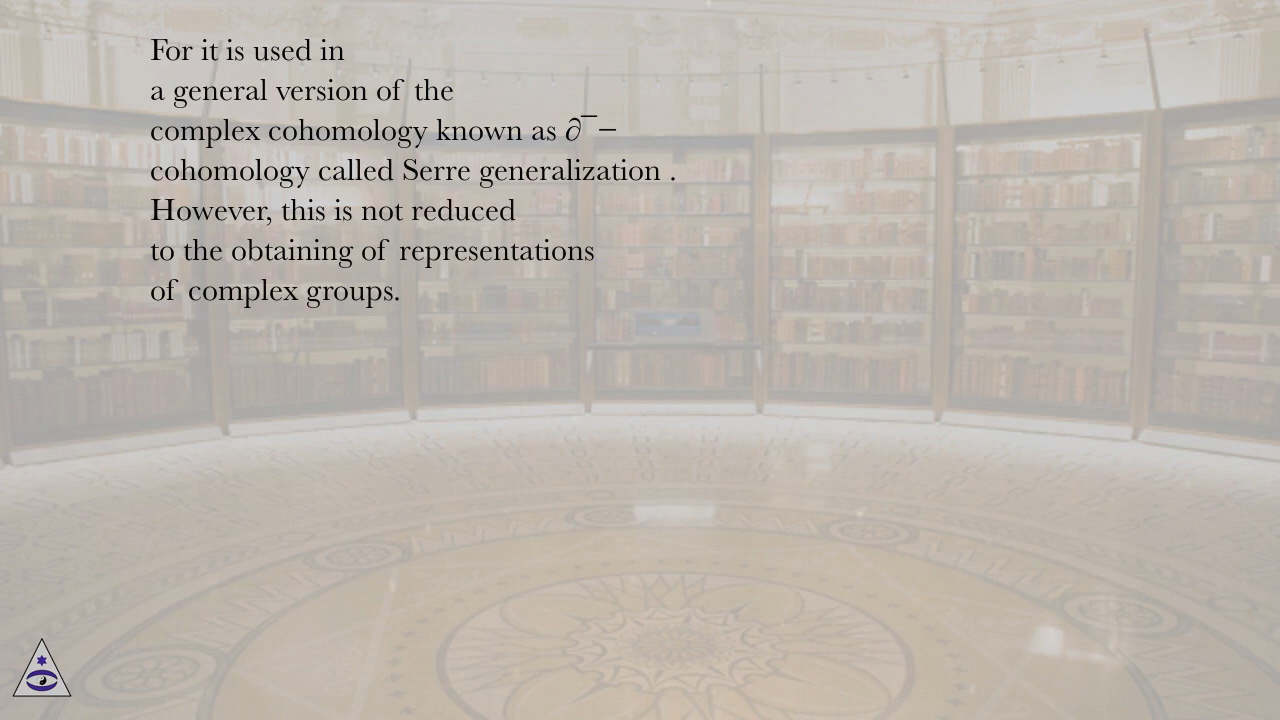 For it is used in
a general version of the
complex cohomology known as ∂¯−
cohomology called Serre generalization .
However, this is not reduced
to the obtaining of representations
of complex groups.